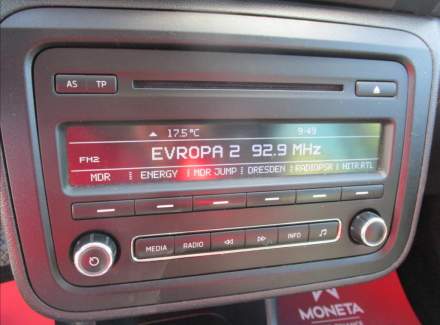 AS TP
17.5°C 9:49
FM2 EVROPA 2 92.9 MHz
MDR ENERGY MDR JUMP DRESDEN RADIOPSR HITR RTL
MEDIA RADIO INFO
MONETA